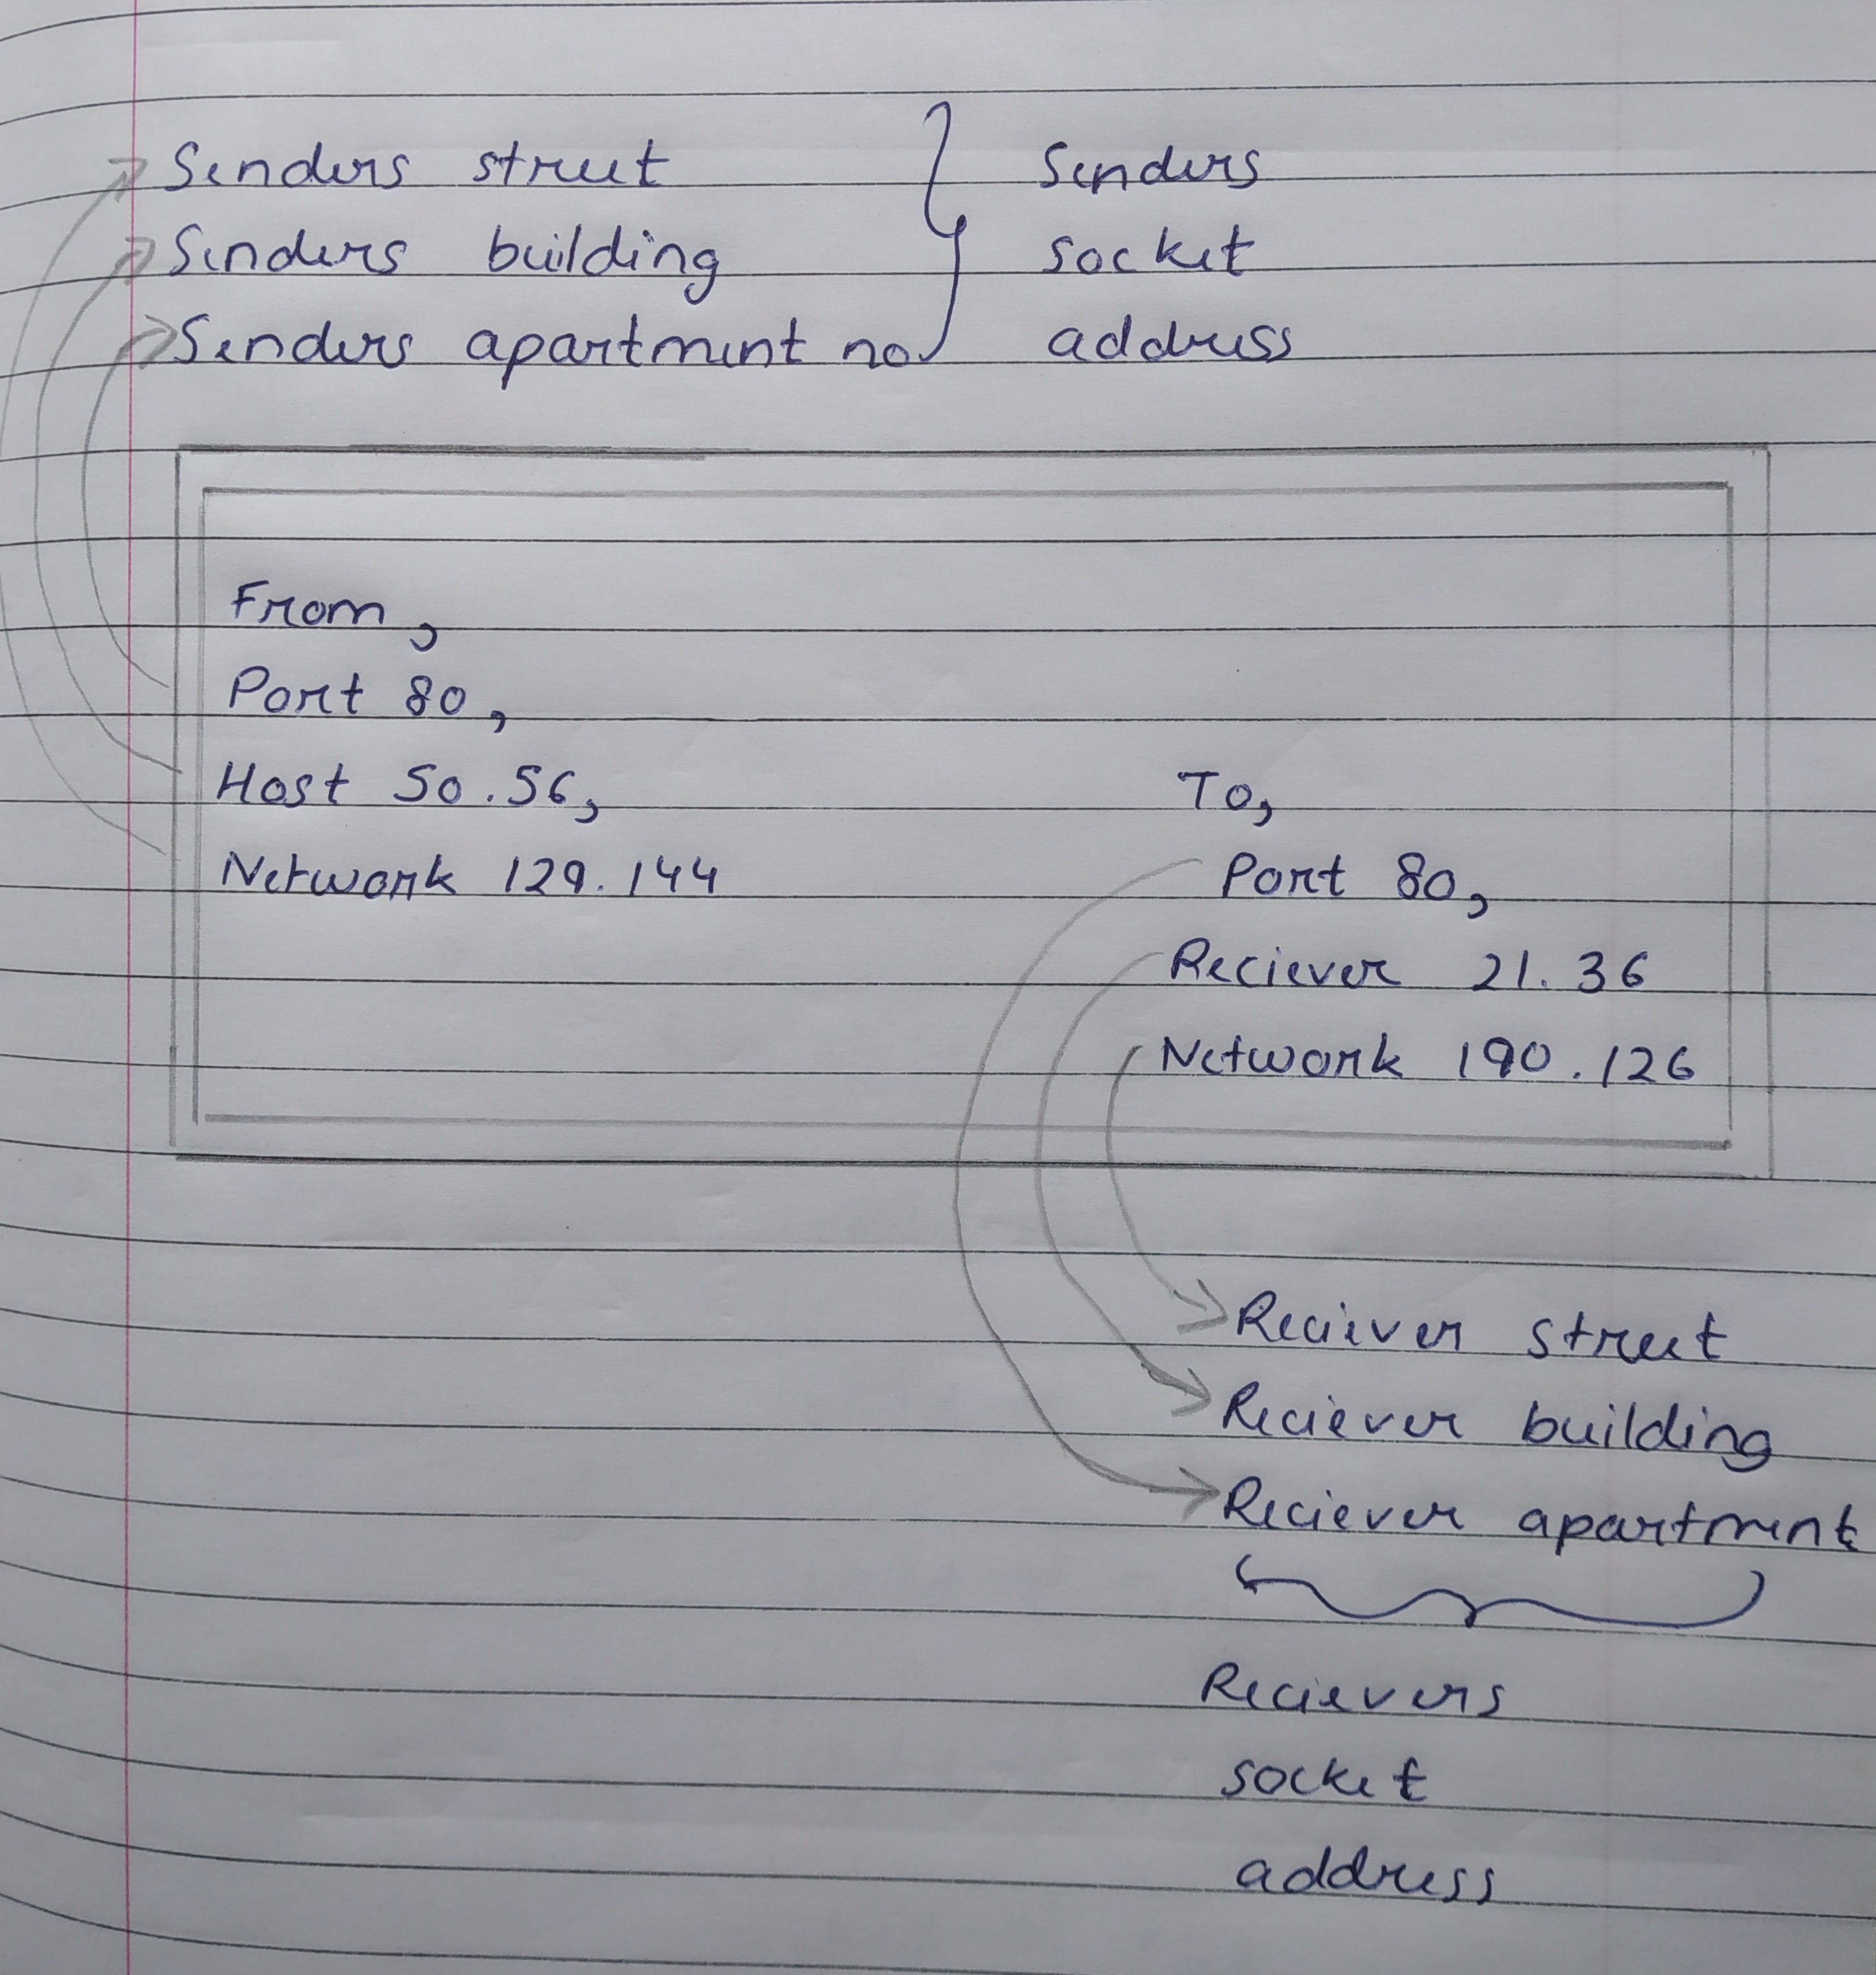 Senders street
Senders building
Senders apartment no
Senders
socket
address
From,
Port 80,
Host 50.56,
Network 129.144
To,
Port 80,
Reciever 21.36
Network 190.126
Reciever street
Reciever building
Reciever apartment
Recievers
socket
address